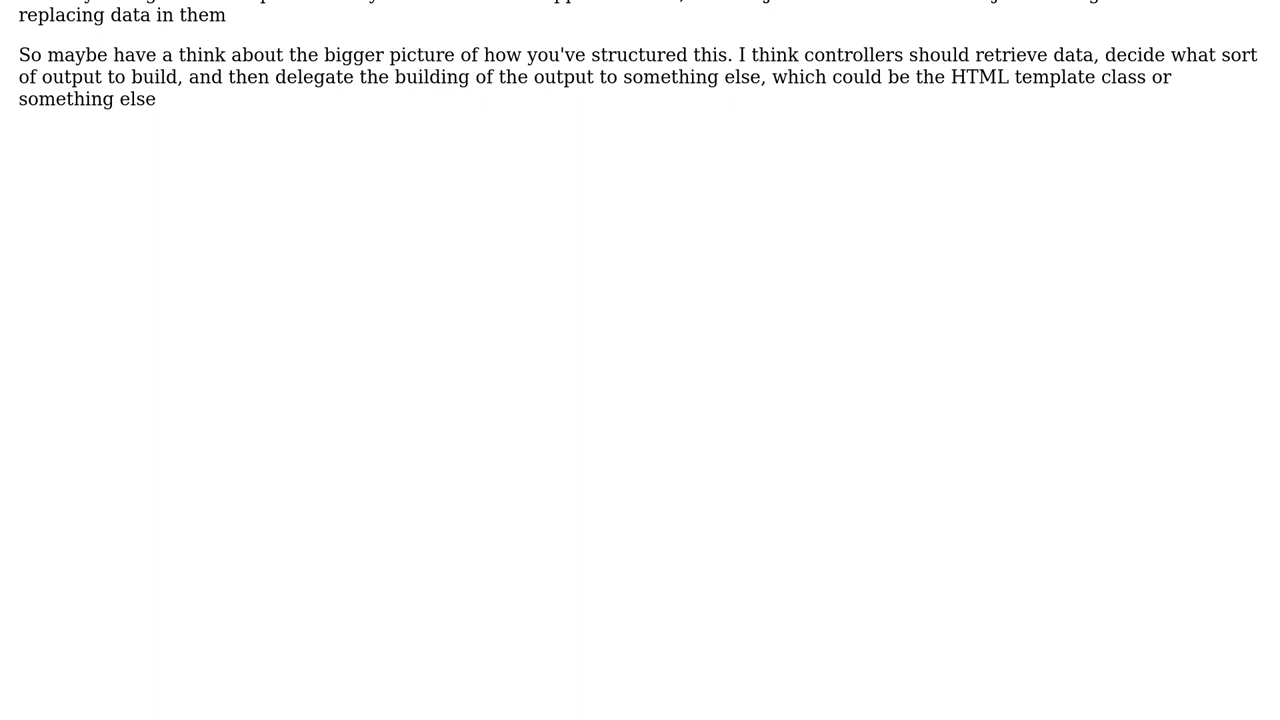 replacing data in them
So maybe have a think about the bigger picture of how you've structured this. I think controllers should retrieve data, decide what sort
of output to build, and then delegate the building of the output to something else, which could be the HTML template class or
something else